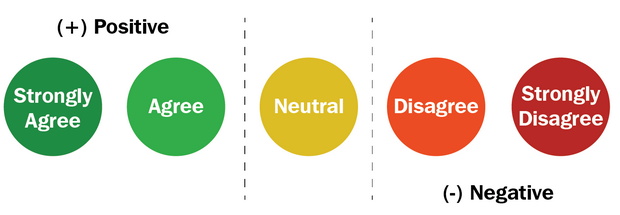 (+) Positive
Strongly
Agree
Agree
Neutral
Disagree
Strongly
Disagree
(-) Negative